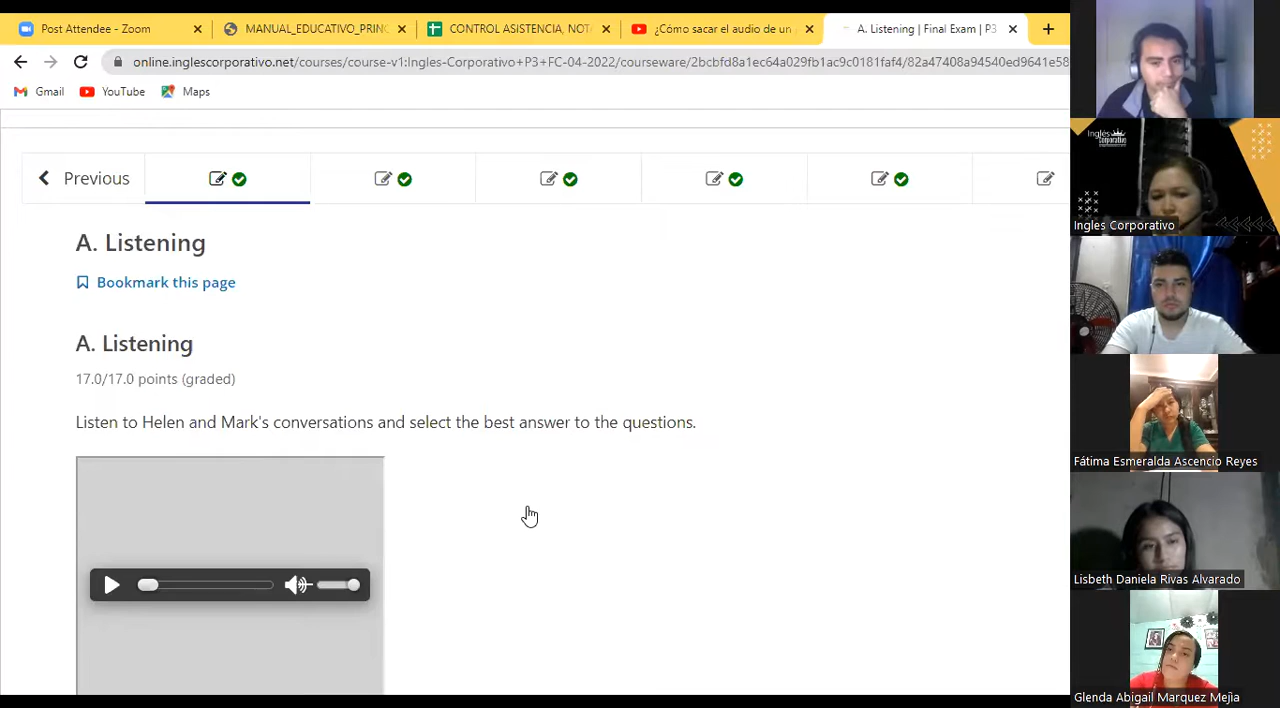 Post Attendee - Zoom
MANUAL_EDUCATIVO_PRINC
CONTROL ASISTENCIA, NOT
¿Cómo sacar el audio de un
A. Listening | Final Exam | P3
online.inglescorporativo.net/courses/course-v1:Ingles-Corporativo+P3+FC-04-2022/courseware/2bcbfd8a1ec64a029fb1ac9c0181faf4/82a47408a94540ed9641e58
Gmail
YouTube
Maps
Previous
A. Listening
Bookmark this page
A. Listening
17.0/17.0 points (graded)
Listen to Helen and Mark's conversations and select the best answer to the questions.
Inglés
Corporativo
Ingles Corporativo
Fátima Esmeralda Ascencio Reyes
Lisbeth Daniela Rivas Alvarado
Glenda Abigail Marquez Mejìa